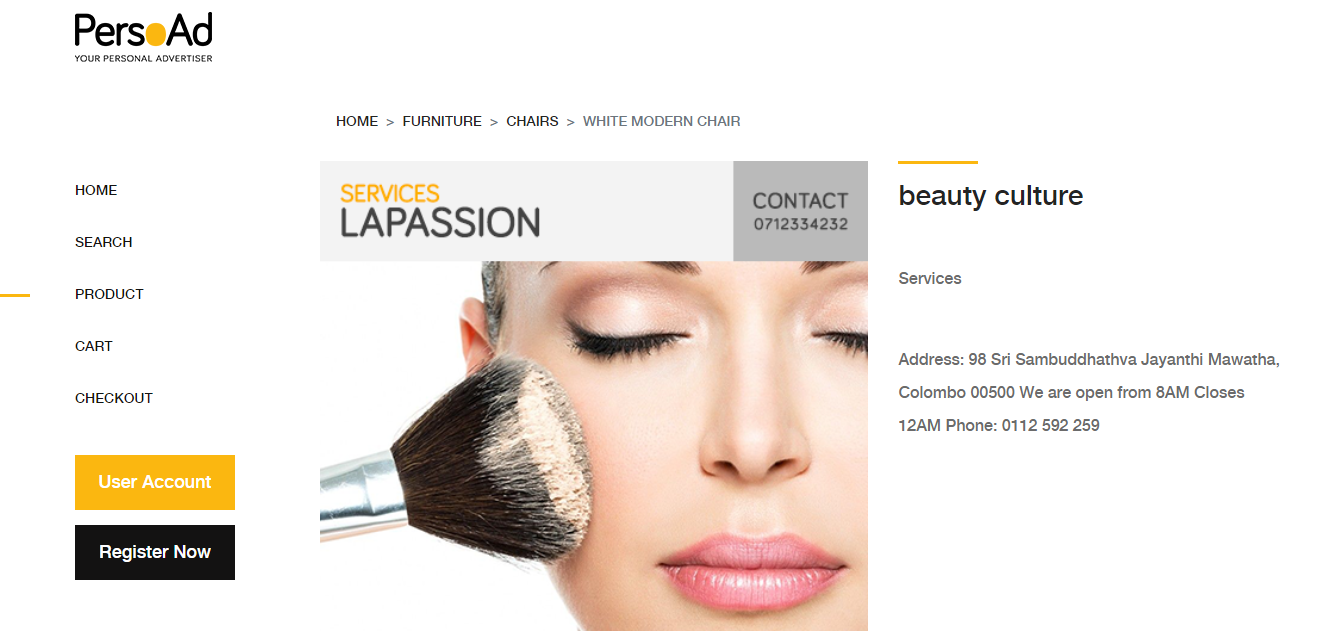 PersoAd
YOUR PERSONAL ADVERTISER
HOME > FURNITURE > CHAIRS > WHITE MODERN CHAIR
HOME
SEARCH
PRODUCT
CART
CHECKOUT
User Account
Register Now
SERVICES
LAPASSION
CONTACT
0712334232
beauty culture
Services
Address: 98 Sri Sambuddhathva Jayanthi Mawatha,
Colombo 00500 We are open from 8AM Closes
12AM Phone: 0112 592 259